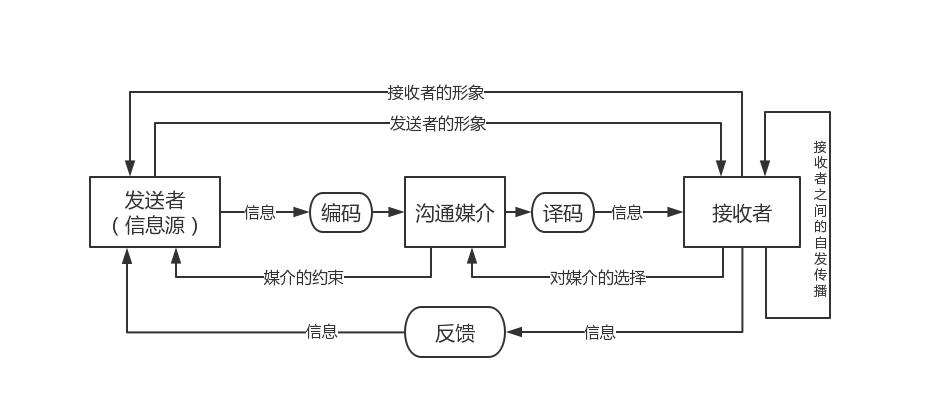 接收者的形象
发送者的形象
发送者
（信息源）
信息
编码
沟通媒介
译码
信息
接收者
接收者之间的自发传播
媒介的约束
对媒介的选择
信息
反馈
信息